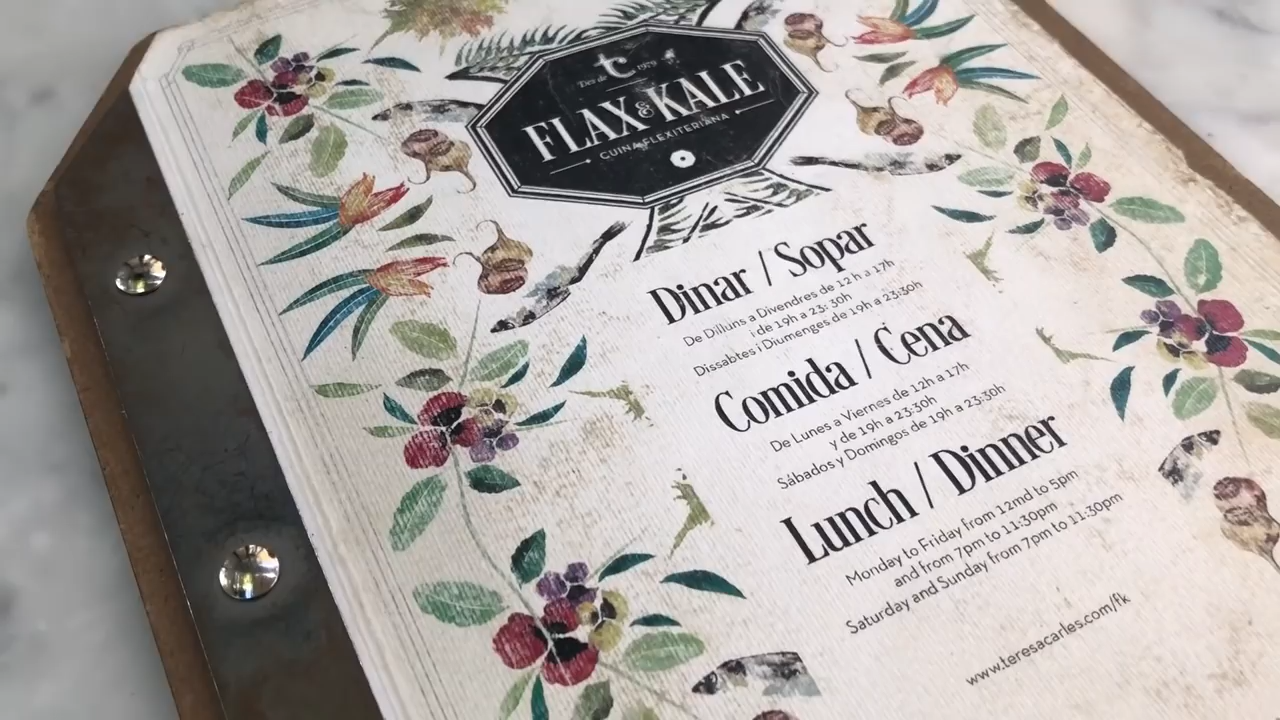 Des de 1979
FLAX & KALE
CUINA FLEXITERIANA
Dinar / Sopar
De Dilluns a Divendres de 12h a 17h
i de 19h a 23:30h
Dissabtes i Diumenges de 19h a 23:30h
Comida / Cena
De Lunes a Viernes de 12h a 17h
y de 19h a 23:30h
Sábados y Domingos de 19h a 23:30h
Lunch / Dinner
Monday to Friday from 12md to 5pm
and from 7pm to 11:30pm
Saturday and Sunday from 7pm to 11:30pm
www.teresacarles.com/fk